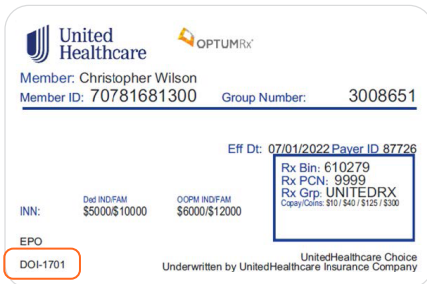 United
Healthcare
OPTUMRx®
Member: Christopher Wilson
Member ID: 70781681300 Group Number: 3008651
Eff Dt: 07/01/2022 Payer ID 87726
Rx Bin: 610279
Rx PCN: 9999
Rx Grp: UNITEDRX
Copay/Coins: $10 / $40 / $125 / $300
Ded IND/FAM OOPM IND/FAM
INN: $5000/$10000 $6000/$12000
EPO
DOI-1701
UnitedHealthcare Choice
Underwritten by UnitedHealthcare Insurance Company